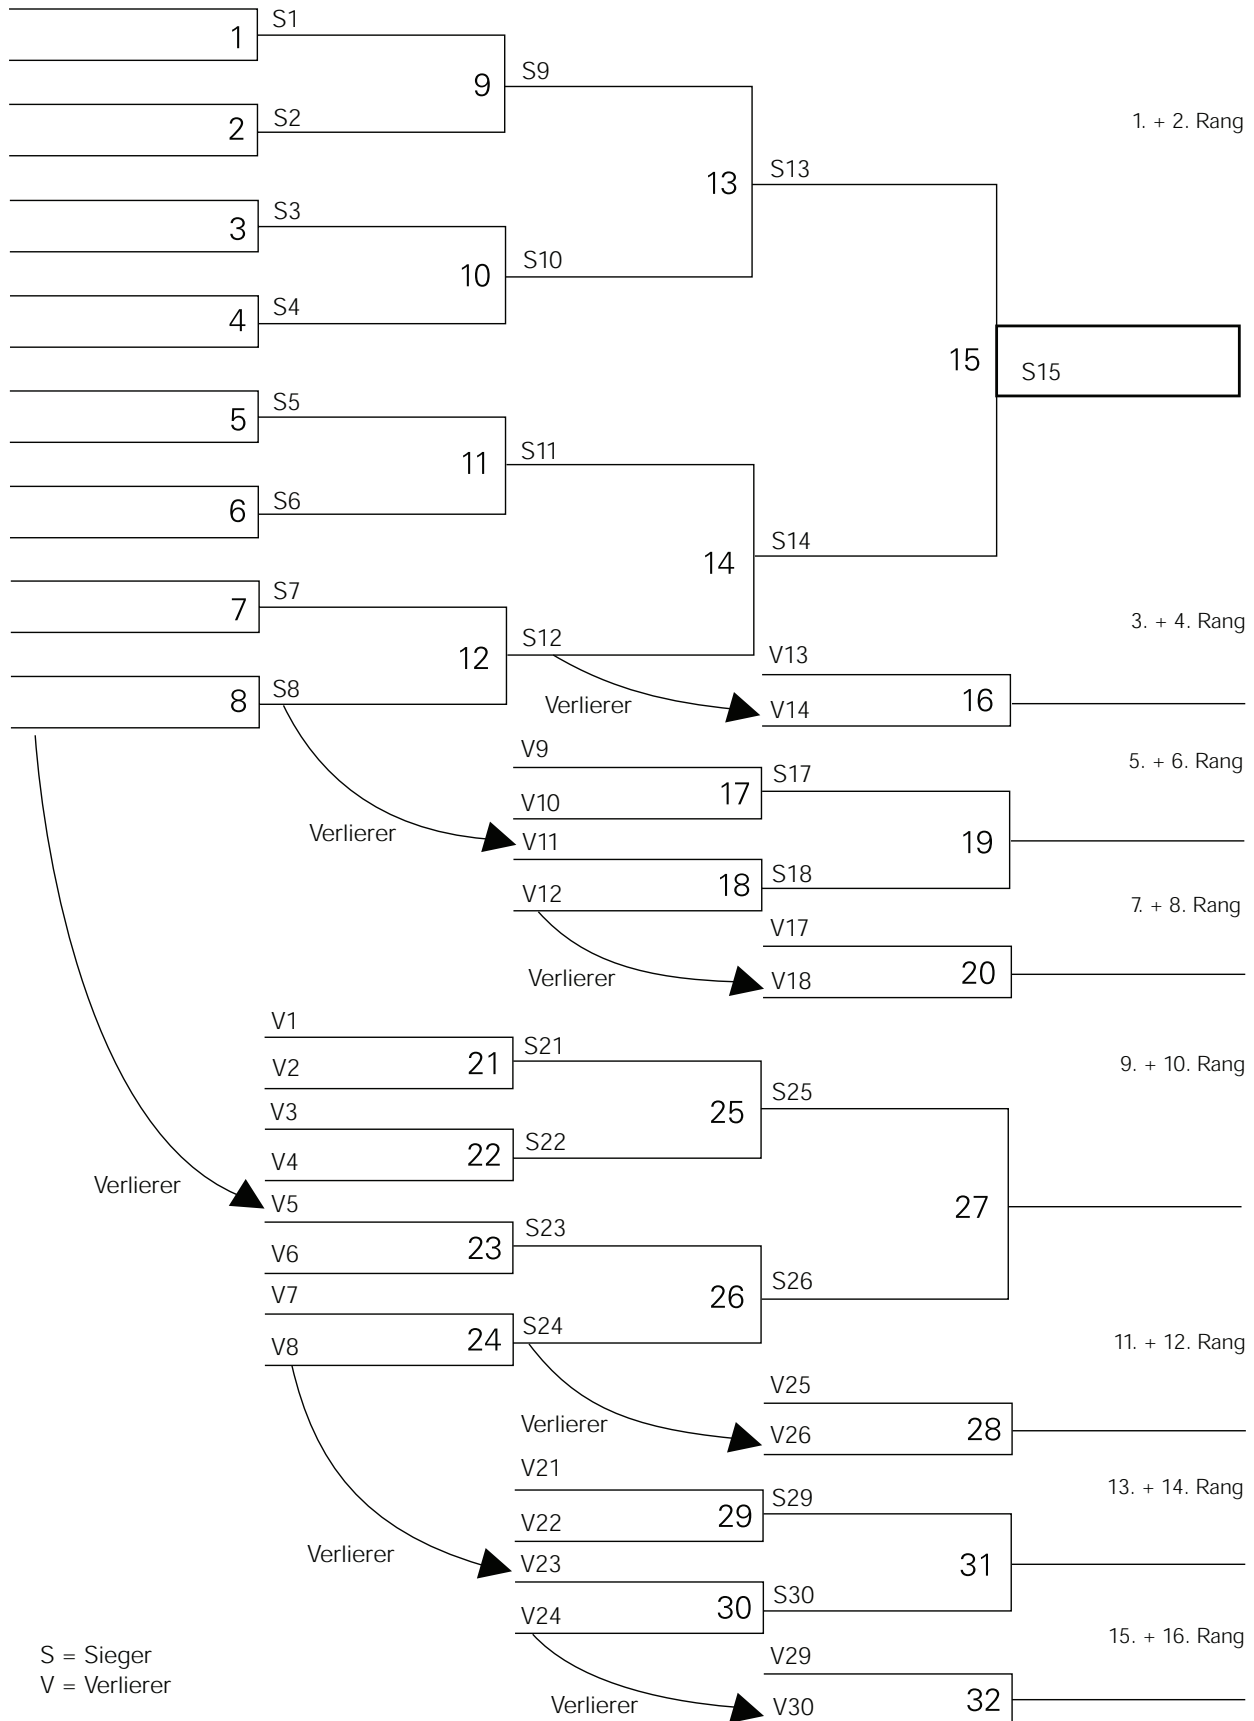 S1
1
S9
9
S2
2
1. + 2. Rang
S13
13
S3
3
S10
10
S4
4
15
S15
S5
5
S11
11
S6
6
S14
14
S7
7
3. + 4. Rang
S12
12
V13
S8
8
16
Verlierer
V14
V9
5. + 6. Rang
S17
17
V10
Verlierer
V11
19
S18
18
V12
7. + 8. Rang
V17
Verlierer
V18
20
V1
S21
21
V2
9. + 10. Rang
S25
25
V3
S22
22
V4
Verlierer
V5
27
S23
23
V6
S26
26
V7
S24
24
V8
11. + 12. Rang
V25
Verlierer
V26
28
V21
13. + 14. Rang
S29
29
V22
Verlierer
V23
31
S30
30
V24
15. + 16. Rang
S = Sieger
V29
V = Verlierer
Verlierer
V30
32